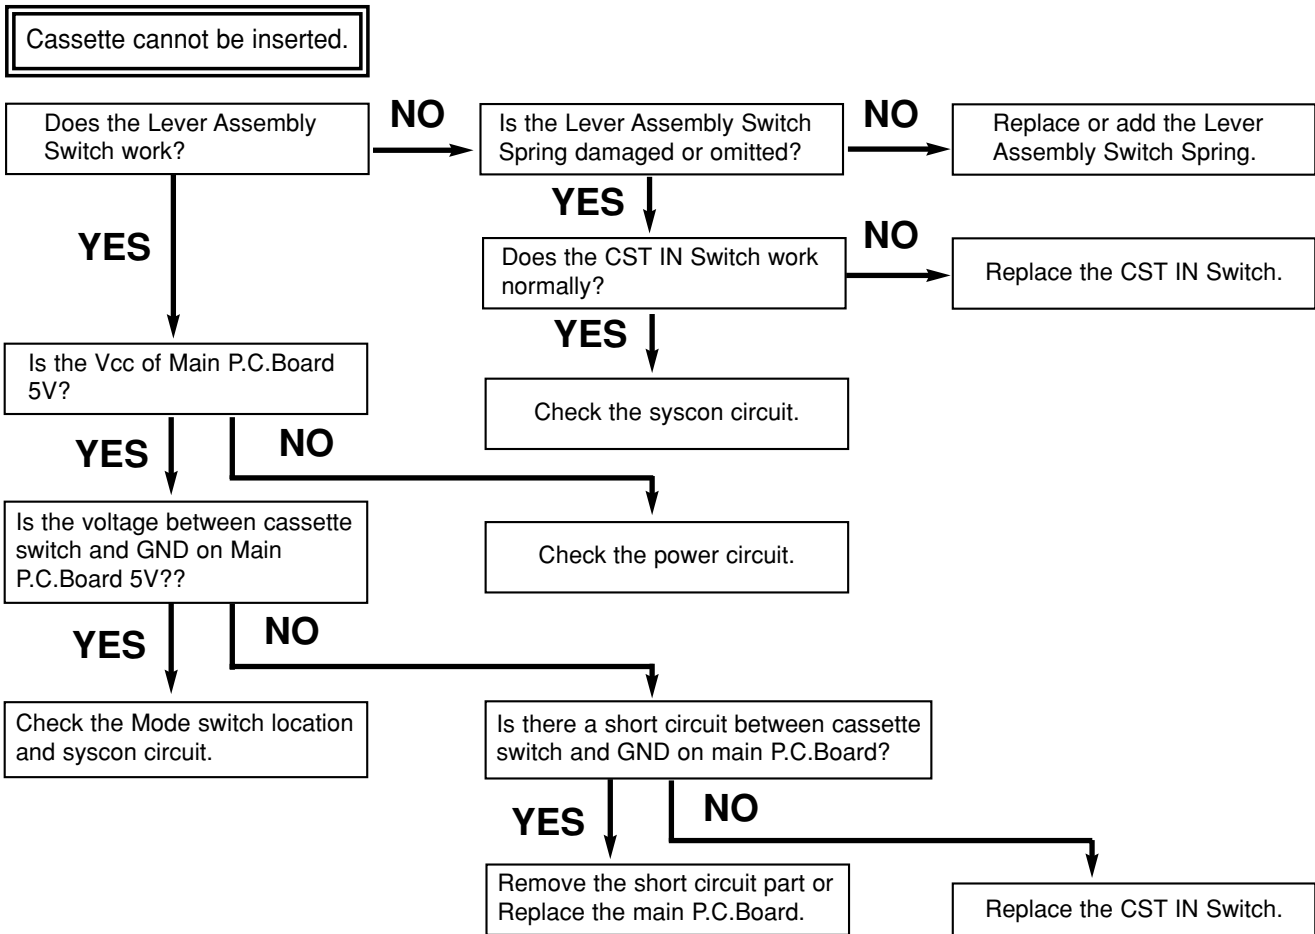 Cassette cannot be inserted.
Does the Lever Assembly
Switch work?
NO
Is the Lever Assembly Switch
Spring damaged or omitted?
NO
Replace or add the Lever
Assembly Switch Spring.
YES
YES
Does the CST IN Switch work
normally?
NO
Replace the CST IN Switch.
YES
Is the Vcc of Main P.C.Board
5V?
Check the syscon circuit.
YES
NO
Is the voltage between cassette
switch and GND on Main
P.C.Board 5V??
Check the power circuit.
YES
NO
Check the Mode switch location
and syscon circuit.
Is there a short circuit between cassette
switch and GND on main P.C.Board?
YES
NO
Remove the short circuit part or
Replace the main P.C.Board.
Replace the CST IN Switch.